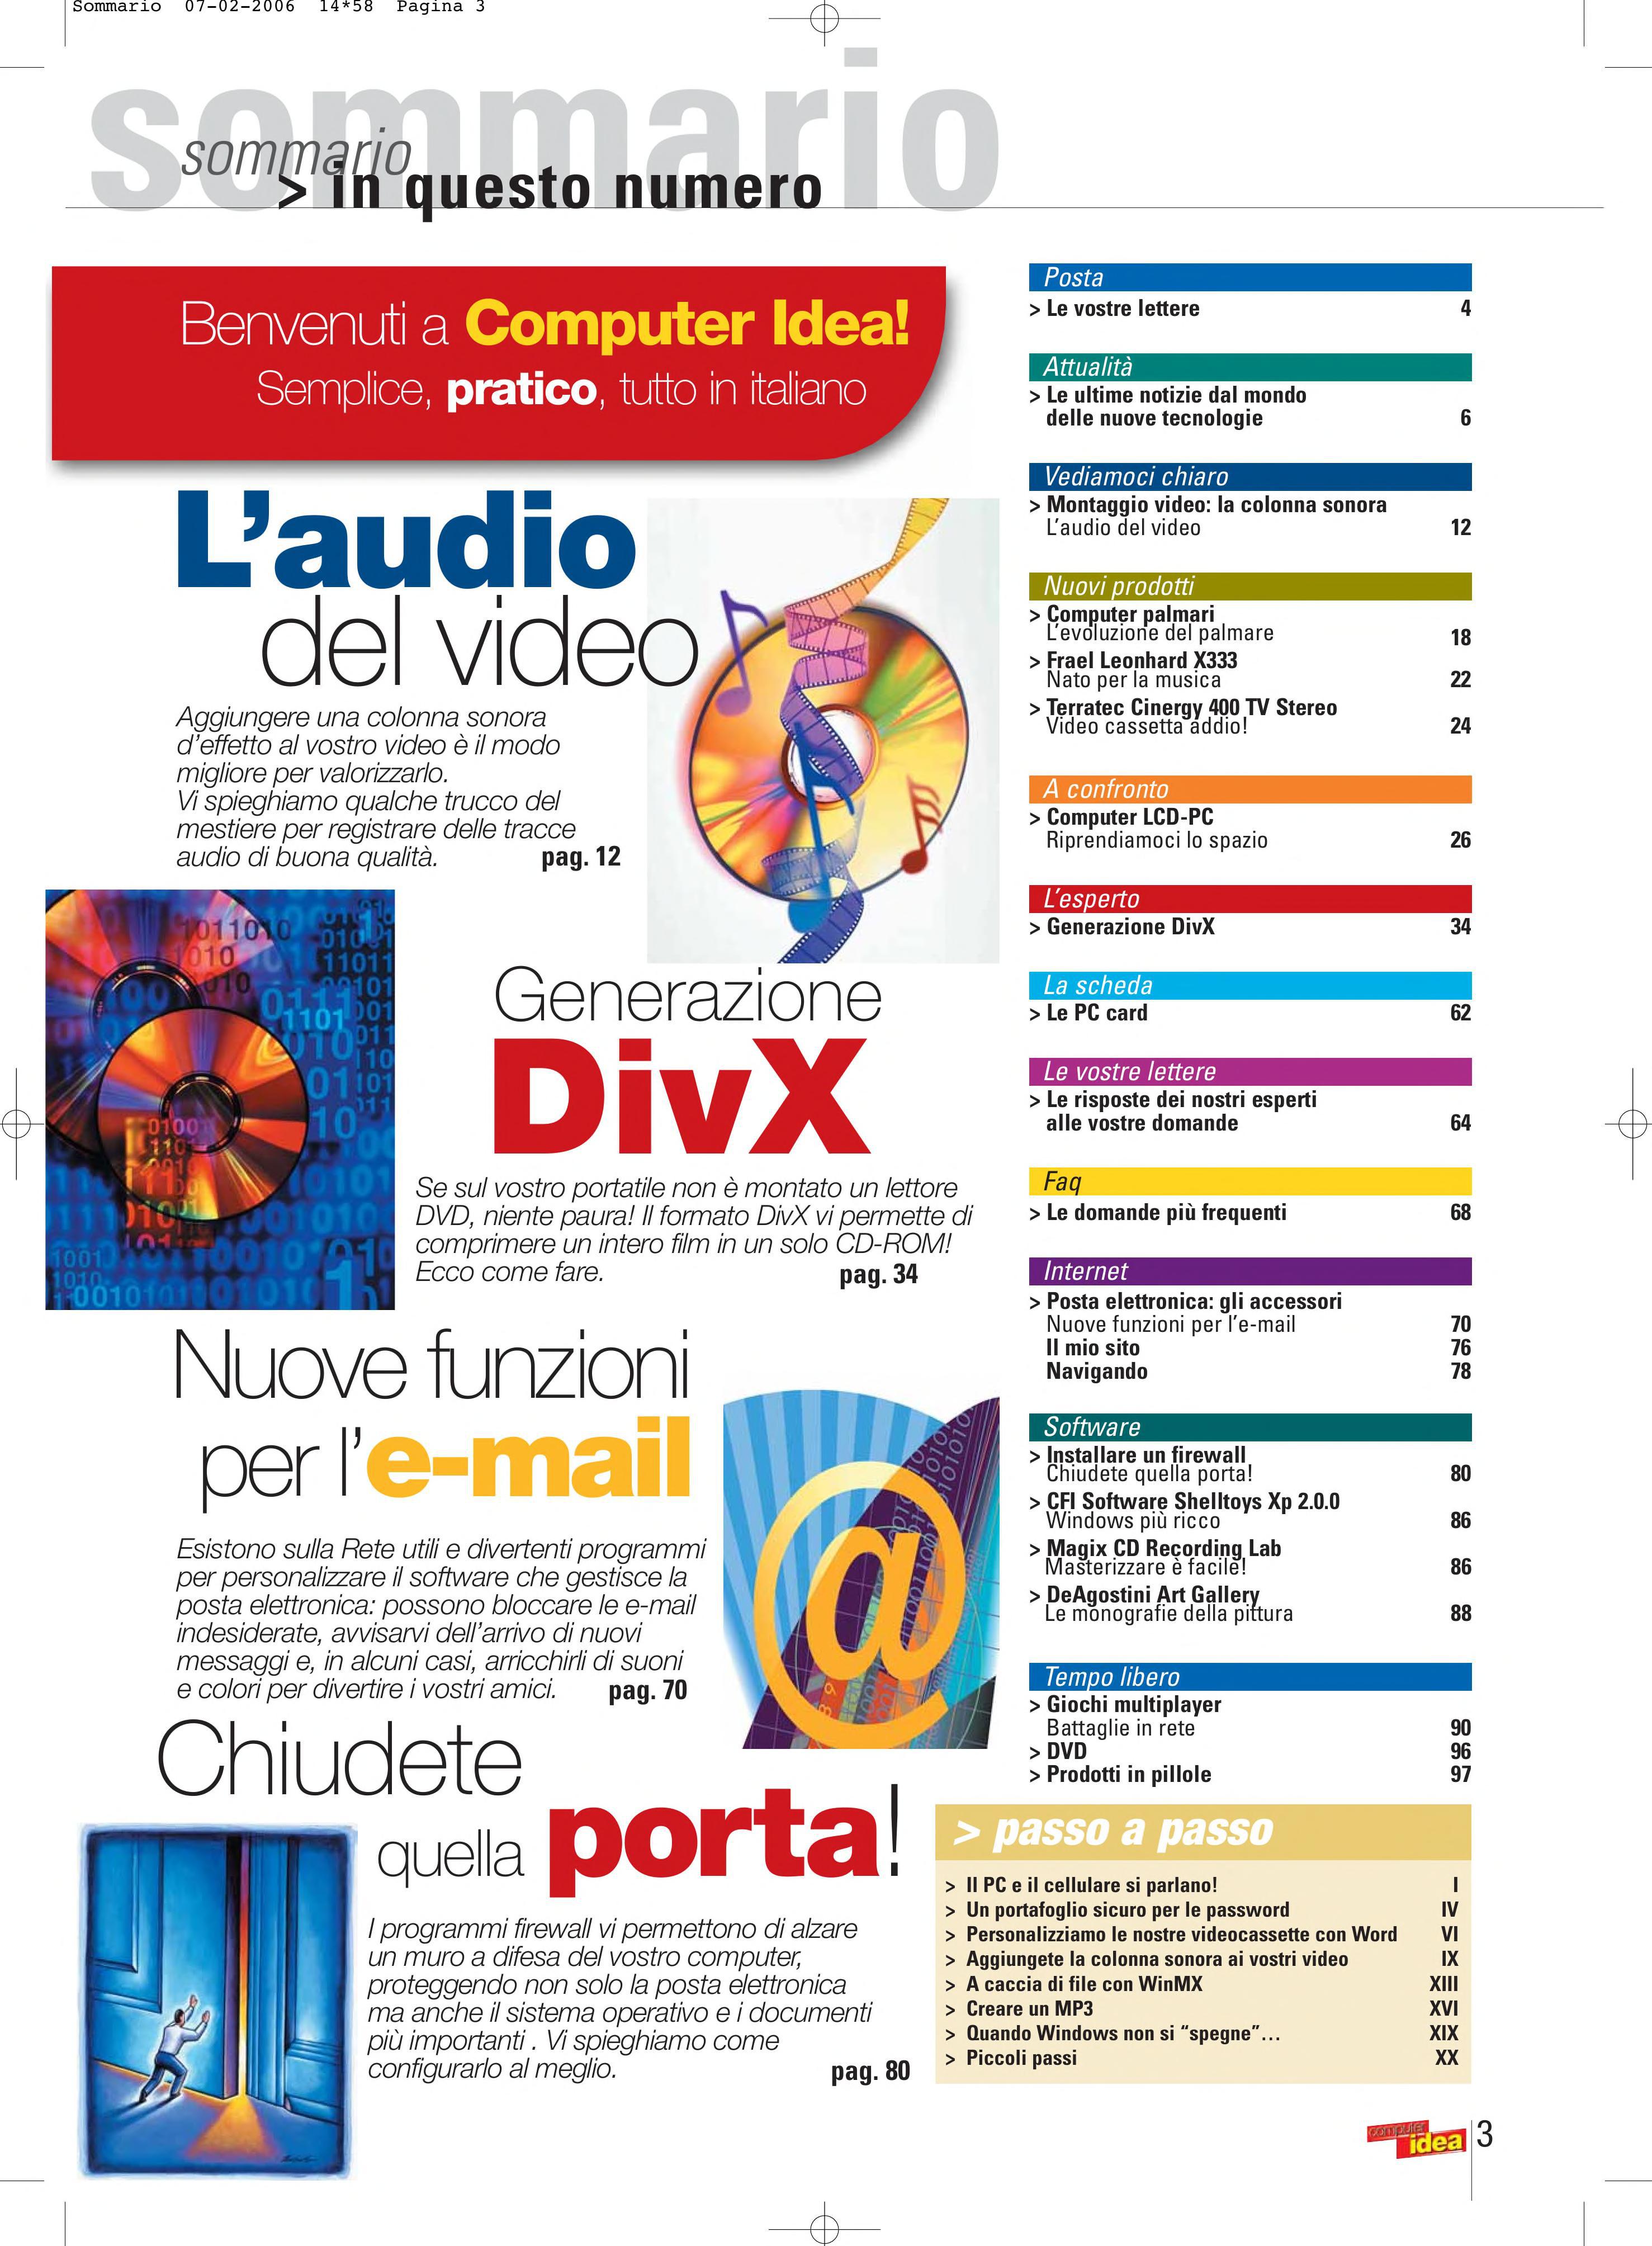 Sommario 07-02-2006 14*58 Pagina 3
sommario
sommario
> in questo numero
Benvenuti a Computer Idea!
Semplice, pratico, tutto in italiano
L'audio
del video
Aggiungere una colonna sonora
d'effetto al vostro video è il modo
migliore per valorizzarlo.
Vi spieghiamo qualche trucco del
mestiere per registrare delle tracce
audio di buona qualità. pag. 12
Generazione
DivX
Se sul vostro portatile non è montato un lettore
DVD, niente paura! Il formato DivX vi permette di
comprimere un intero film in un solo CD-ROM!
Ecco come fare. pag. 34
Nuove funzioni
per l'e-mail
Esistono sulla Rete utili e divertenti programmi
per personalizzare il software che gestisce la
posta elettronica: possono bloccare le e-mail
indesiderate, avvisarvi dell'arrivo di nuovi
messaggi e, in alcuni casi, arricchirli di suoni
e colori per divertire i vostri amici. pag. 70
Chiudete
quella porta!
I programmi firewall vi permettono di alzare
un muro a difesa del vostro computer,
proteggendo non solo la posta elettronica
ma anche il sistema operativo e i documenti
più importanti . Vi spieghiamo come
configurarlo al meglio. pag. 80
Posta
> Le vostre lettere 4
Attualità
> Le ultime notizie dal mondo
delle nuove tecnologie 6
Vediamoci chiaro
> Montaggio video: la colonna sonora
L'audio del video 12
Nuovi prodotti
> Computer palmari
L'evoluzione del palmare 18
> Frael Leonhard X333
Nato per la musica 22
> Terratec Cinergy 400 TV Stereo
Video cassetta addio! 24
A confronto
> Computer LCD-PC
Riprendiamoci lo spazio 26
L'esperto
> Generazione DivX 34
La scheda
> Le PC card 62
Le vostre lettere
> Le risposte dei nostri esperti
alle vostre domande 64
Faq
> Le domande più frequenti 68
Internet
> Posta elettronica: gli accessori
Nuove funzioni per l'e-mail 70
Il mio sito 76
Navigando 78
Software
> Installare un firewall
Chiudete quella porta! 80
> CFI Software Shelltoys Xp 2.0.0
Windows più ricco 86
> Magix CD Recording Lab
Masterizzare è facile! 86
> DeAgostini Art Gallery
Le monografie della pittura 88
Tempo libero
> Giochi multiplayer
Battaglie in rete 90
> DVD 96
> Prodotti in pillole 97
> passo a passo
> Il PC e il cellulare si parlano! I
> Un portafoglio sicuro per le password IV
> Personalizziamo le nostre videocassette con Word VI
> Aggiungete la colonna sonora ai vostri video IX
> A caccia di file con WinMX XIII
> Creare un MP3 XVI
> Quando Windows non si “spegne”… XIX
> Piccoli passi XX
computer
idea
3